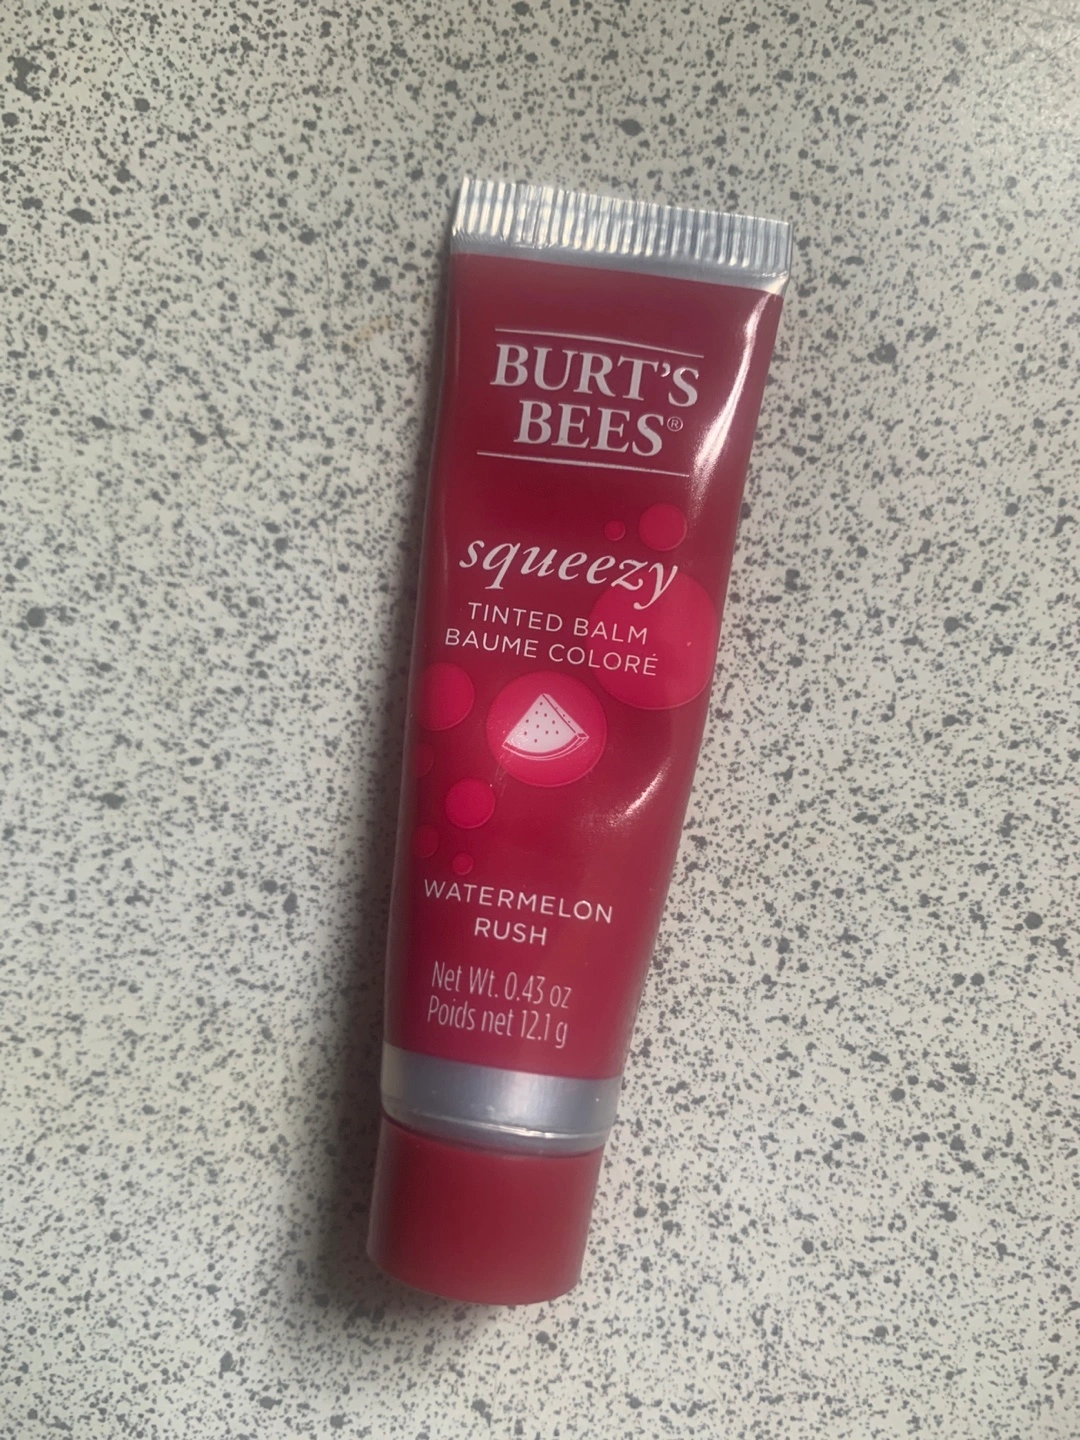 BURT'S
BEES®
squeezy
TINTED BALM
BAUME COLORÉ
WATERMELON
RUSH
Net Wt. 0.43 oz
Poids net 12.1 g